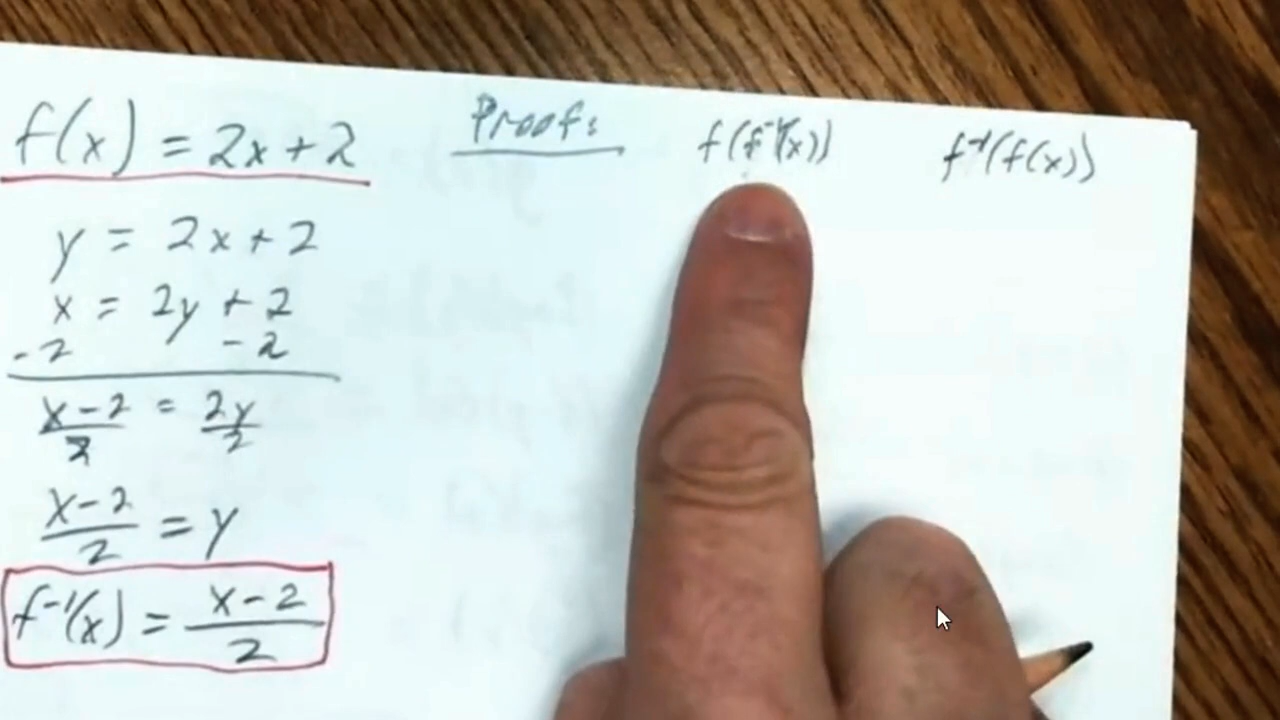 f(x) = 2x + 2
y = 2x + 2
x = 2y + 2
-2 -2
x-2 = 2y
2 2
x-2 = y
2
f⁻¹(x) = x-2
2
Proof:
f(f⁻¹(x))
f⁻¹(f(x))